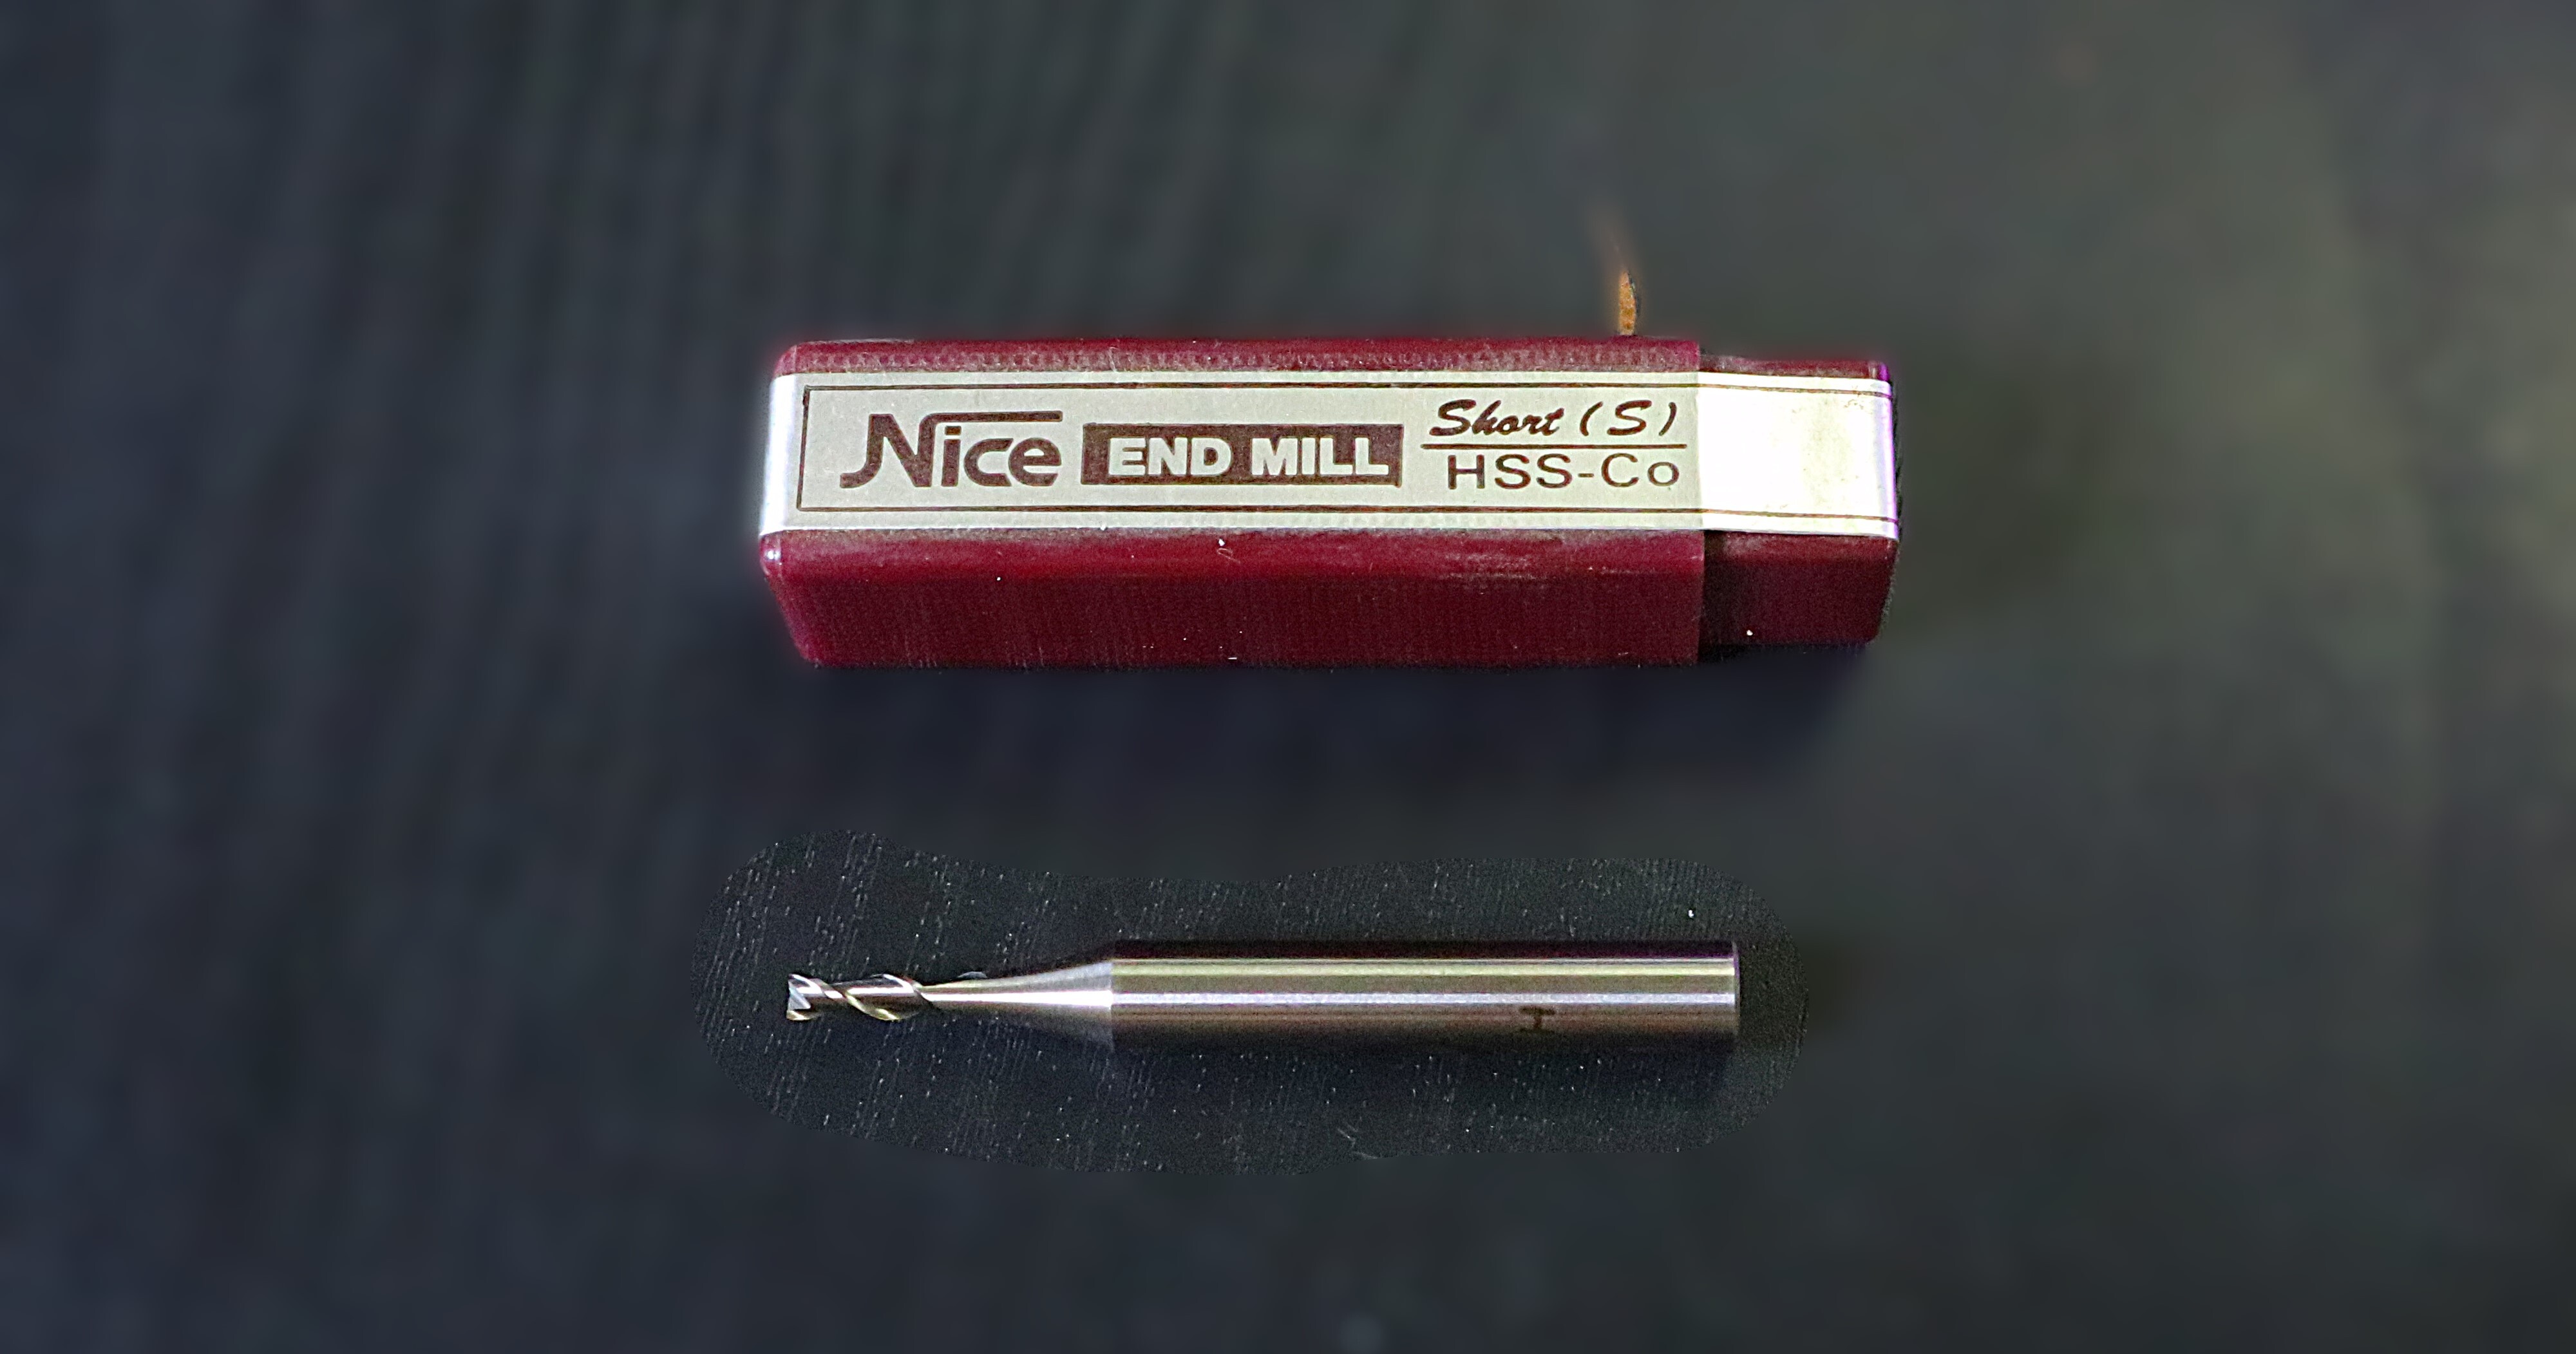 Nice END MILL Short (S)
HSS-Co
H